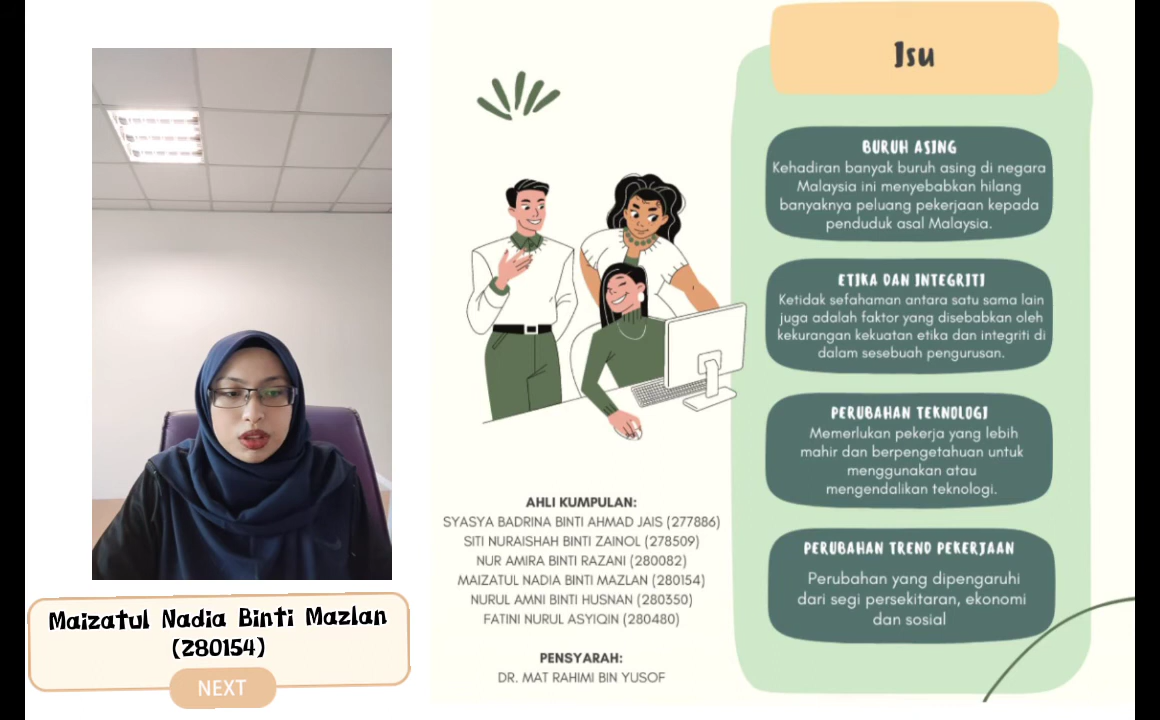 Maizatul Nadia Binti Mazlan
(280154)
NEXT
AHLI KUMPULAN:
SYASYA BADRINA BINTI AHMAD JAIS (277886)
SITI NURAISHAH BINTI ZAINOL (278509)
NUR AMIRA BINTI RAZANI (280082)
MAIZATUL NADIA BINTI MAZLAN (280154)
NURUL AMNI BINTI HUSNAN (280350)
FATINI NURUL ASYIQIN (280480)
PENSYARAH:
DR. MAT RAHIMI BIN YUSOF
Isu
BURUH ASING
Kehadiran banyak buruh asing di negara
Malaysia ini menyebabkan hilang
banyaknya peluang pekerjaan kepada
penduduk asal Malaysia.
ETIKA DAN INTEGRITI
Ketidak sefahaman antara satu sama lain
juga adalah faktor yang disebabkan oleh
kekurangan kekuatan etika dan integriti di
dalam sesebuah pengurusan.
PERUBAHAN TEKNOLOGI
Memerlukan pekerja yang lebih
mahir dan berpengetahuan untuk
menggunakan atau
mengendalikan teknologi.
PERUBAHAN TREND PEKERJAAN
Perubahan yang dipengaruhi
dari segi persekitaran, ekonomi
dan sosial